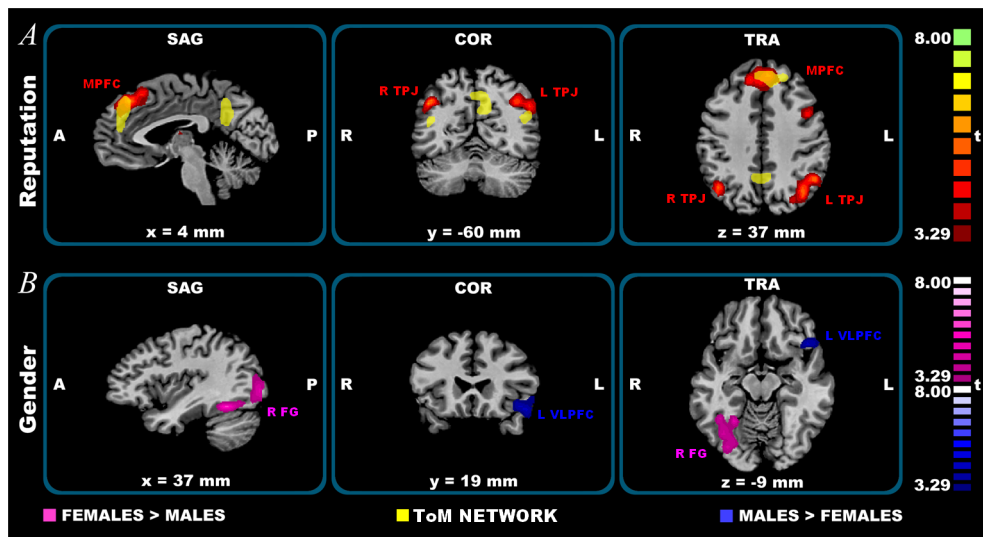 A
Reputation
SAG
MPFC
A
P
x = 4 mm
COR
R TPJ
L TPJ
R
L
y = -60 mm
TRA
MPFC
R
L
R TPJ
L TPJ
z = 37 mm
8.00
t
3.29
B
Gender
SAG
A
P
R FG
x = 37 mm
COR
R
L
L VLPFC
y = 19 mm
TRA
L VLPFC
R
L
R FG
z = -9 mm
8.00
3.29
8.00
t
3.29
FEMALES > MALES
ToM NETWORK
MALES > FEMALES